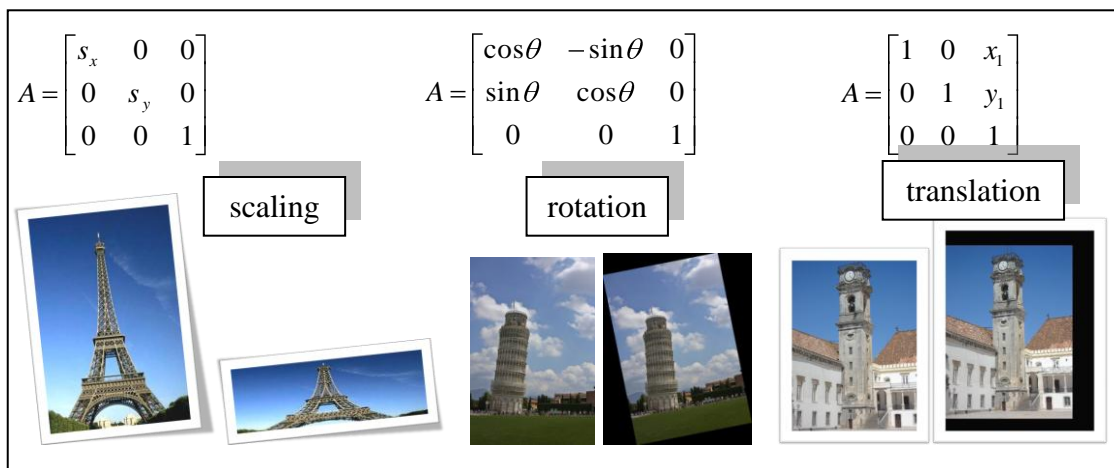 A = [ s_x 0 0 ; 0 s_y 0 ; 0 0 1 ]
A = [ cosθ −sinθ 0 ; sinθ cosθ 0 ; 0 0 1 ]
A = [ 1 0 x_1 ; 0 1 y_1 ; 0 0 1 ]
scaling
rotation
translation